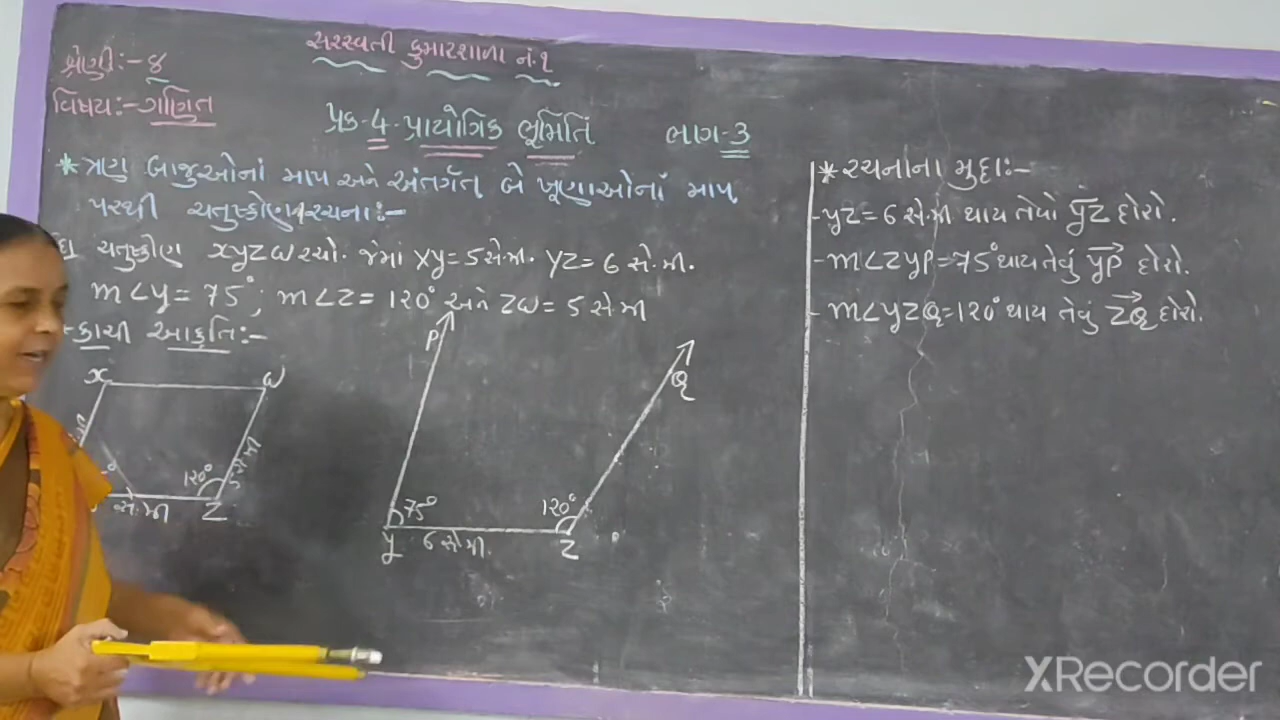 સરસ્વતી કુમારશાળા નં.૧
શ્રેણી:- ૪
વિષય:- ગણિત
પ્રક-4-પ્રાયોગિક ભૂમિતિ ભાગ-3
* ત્રણ બાજુઓનાં માપ અને અંતર્ગત બે ખૂણાઓનાં માપ
પરથી ચતુષ્કોણ રચના:-
ચતુષ્કોણ XYZW રચો. જેમાં XY = 5 સે.મી. YZ = 6 સે.મી.
m∠Y = 75°; m∠Z = 120° અને ZW = 5 સે મી
કાચી આકૃતિ:-
X W
120°
સે.મી Z
5 સે.મી
P
Q
75° 120°
Y 6 સે.મી. Z
* રચનાના મુદ્દા:-
- YZ = 6 સે.મી થાય તેવો YZ દોરો.
- m∠ZYP = 75° થાય તેવું YP દોરો.
- m∠YZQ = 120° થાય તેવું ZQ દોરો.
XRecorder